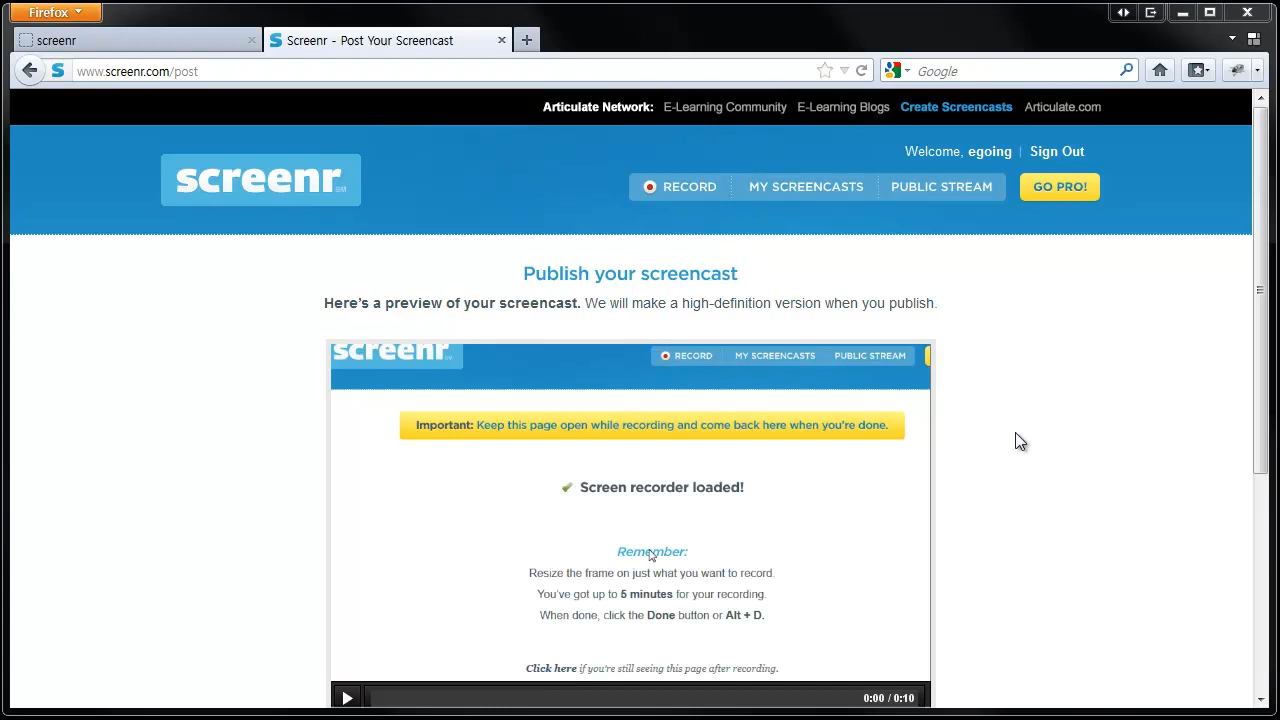 Firefox
screenr
Screenr - Post Your Screencast
www.screenr.com/post
Google
Articulate Network: E-Learning Community E-Learning Blogs Create Screencasts Articulate.com
Welcome, egoing | Sign Out
screenr SM
RECORD MY SCREENCASTS PUBLIC STREAM GO PRO!
Publish your screencast
Here's a preview of your screencast. We will make a high-definition version when you publish.
screenr
RECORD MY SCREENCASTS PUBLIC STREAM
Important: Keep this page open while recording and come back here when you're done.
Screen recorder loaded!
Remember:
Resize the frame on just what you want to record.
You've got up to 5 minutes for your recording.
When done, click the Done button or Alt + D.
Click here if you're still seeing this page after recording.
0:00 / 0:10